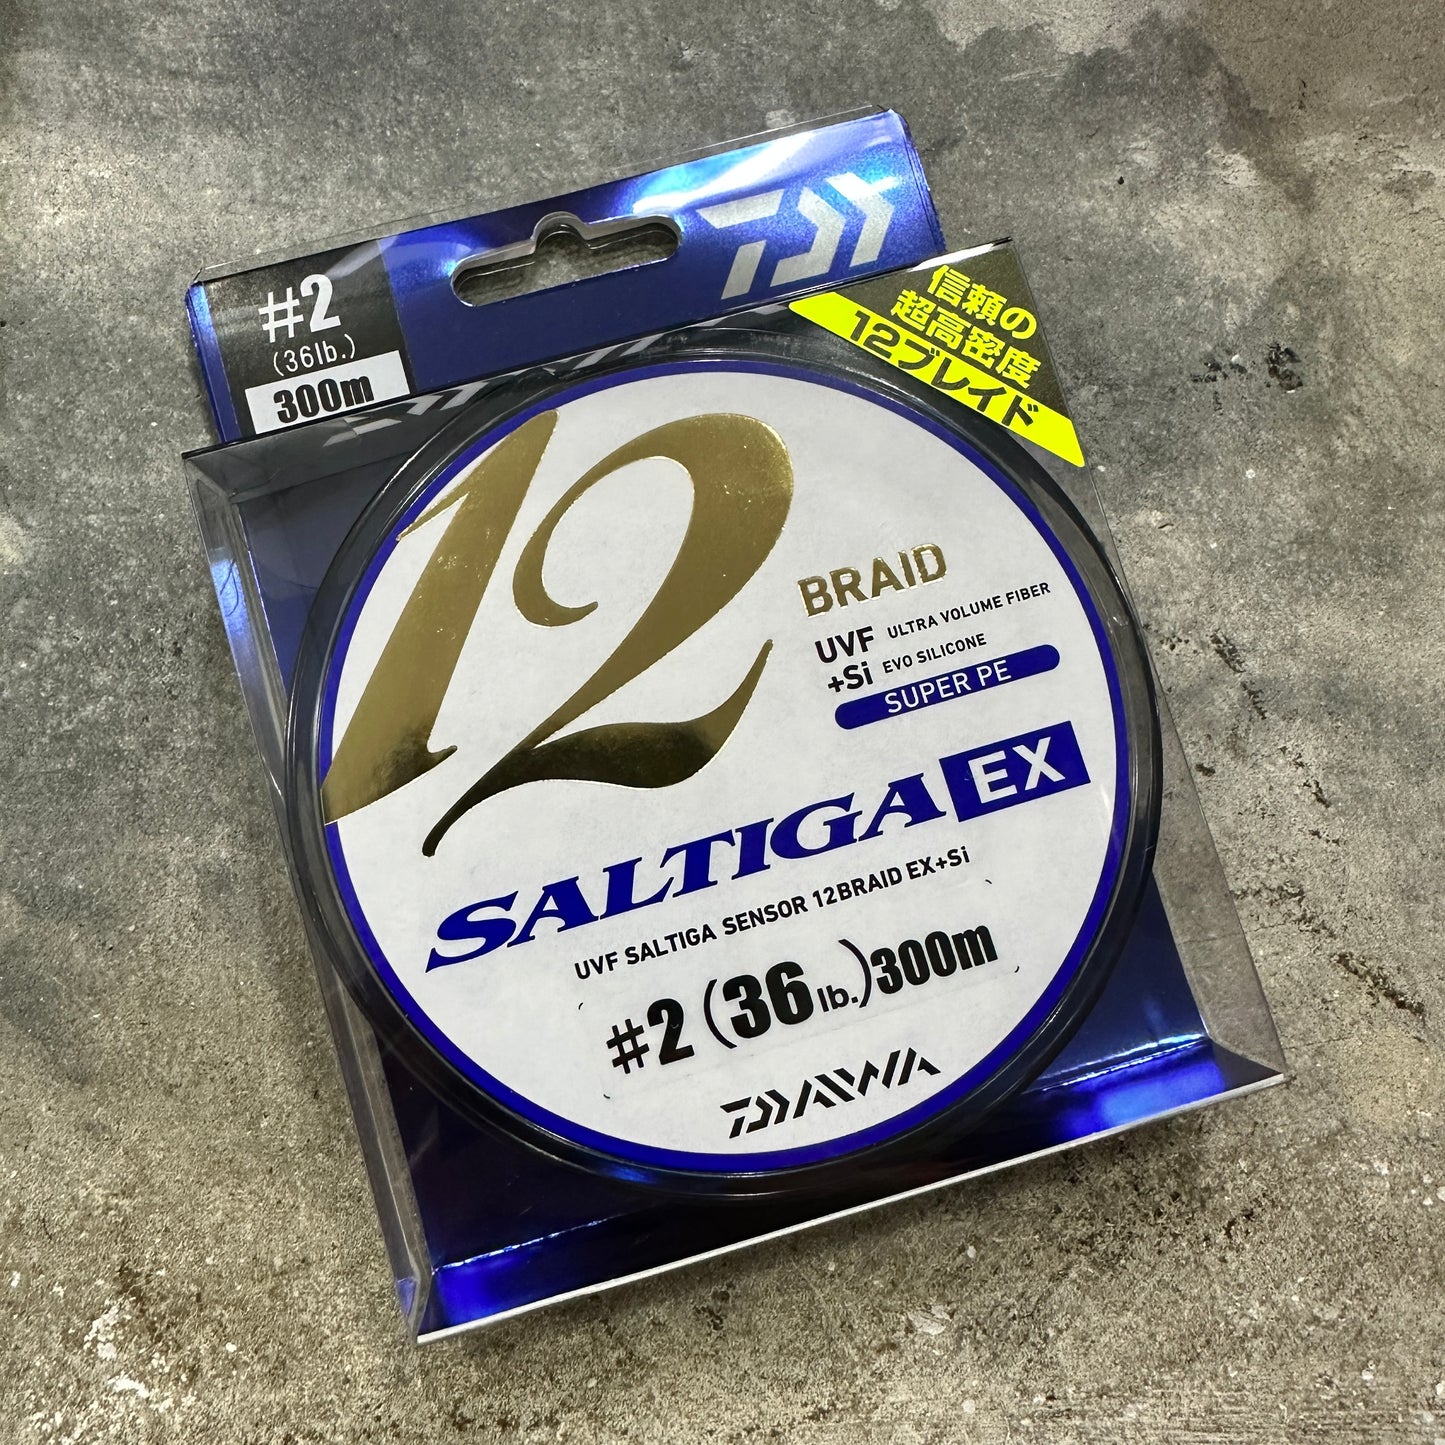 #2
(36lb.)
300m
信頼の
超高密度
12ブレイド
12
BRAID
UVF ULTRA VOLUME FIBER
+Si EVO SILICONE
SUPER PE
SALTIGA EX
UVF SALTIGA SENSOR 12BRAID EX+Si
#2 (36lb.) 300m
DAIWA